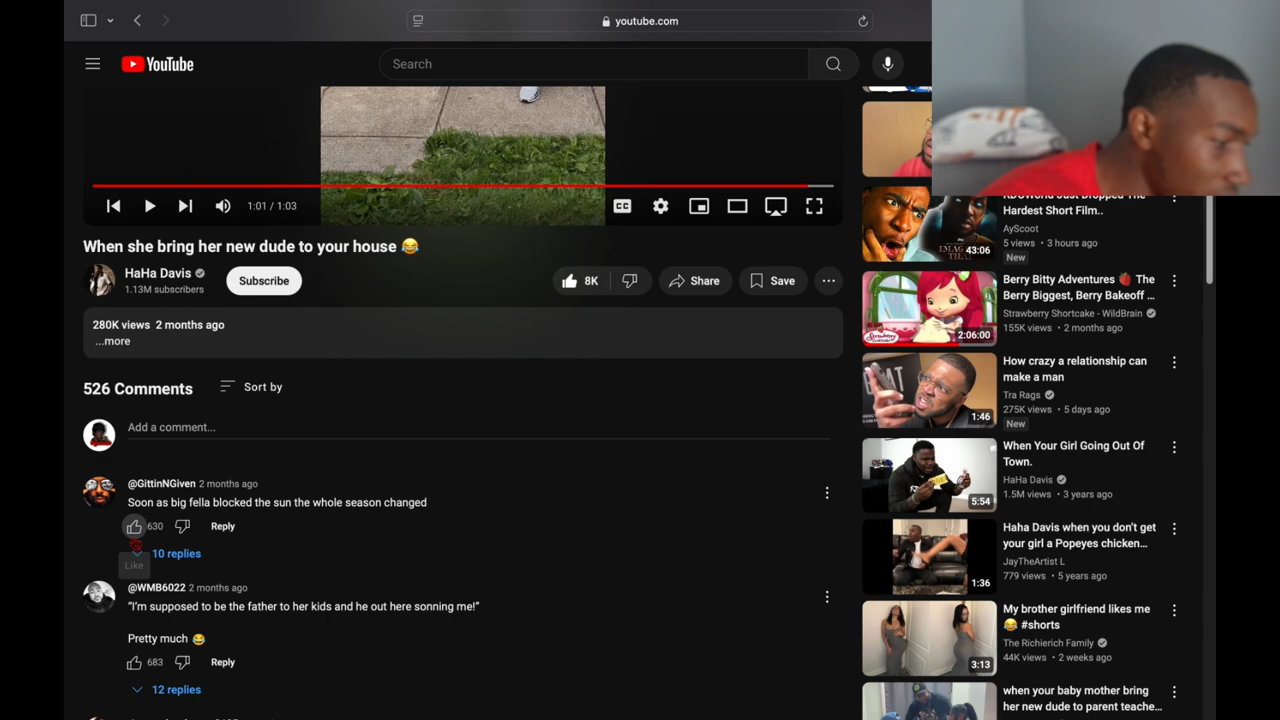 youtube.com
YouTube
Search
1:01 / 1:03
CC
When she bring her new dude to your house 😂
HaHa Davis
1.13M subscribers
Subscribe
8K
Share
Save
280K views 2 months ago
...more
526 Comments
Sort by
Add a comment...
@GittinNGiven 2 months ago
Soon as big fella blocked the sun the whole season changed
630
Reply
10 replies
Like
@WMB6022 2 months ago
“I’m supposed to be the father to her kids and he out here sonning me!”
Pretty much 😂
683
Reply
12 replies
43:06
RDCWorld Just Dropped The
Hardest Short Film..
AyScoot
5 views • 3 hours ago
New
2:06:00
Berry Bitty Adventures 🍓 The
Berry Biggest, Berry Bakeoff ...
Strawberry Shortcake - WildBrain
155K views • 2 months ago
1:46
How crazy a relationship can
make a man
Tra Rags
275K views • 5 days ago
New
5:54
When Your Girl Going Out Of
Town.
HaHa Davis
1.5M views • 3 years ago
1:36
Haha Davis when you don’t get
your girl a Popeyes chicken...
JayTheArtist L
779 views • 5 years ago
3:13
My brother girlfriend likes me
😂 #shorts
The Richierich Family
44K views • 2 weeks ago
when your baby mother bring
her new dude to parent teache...